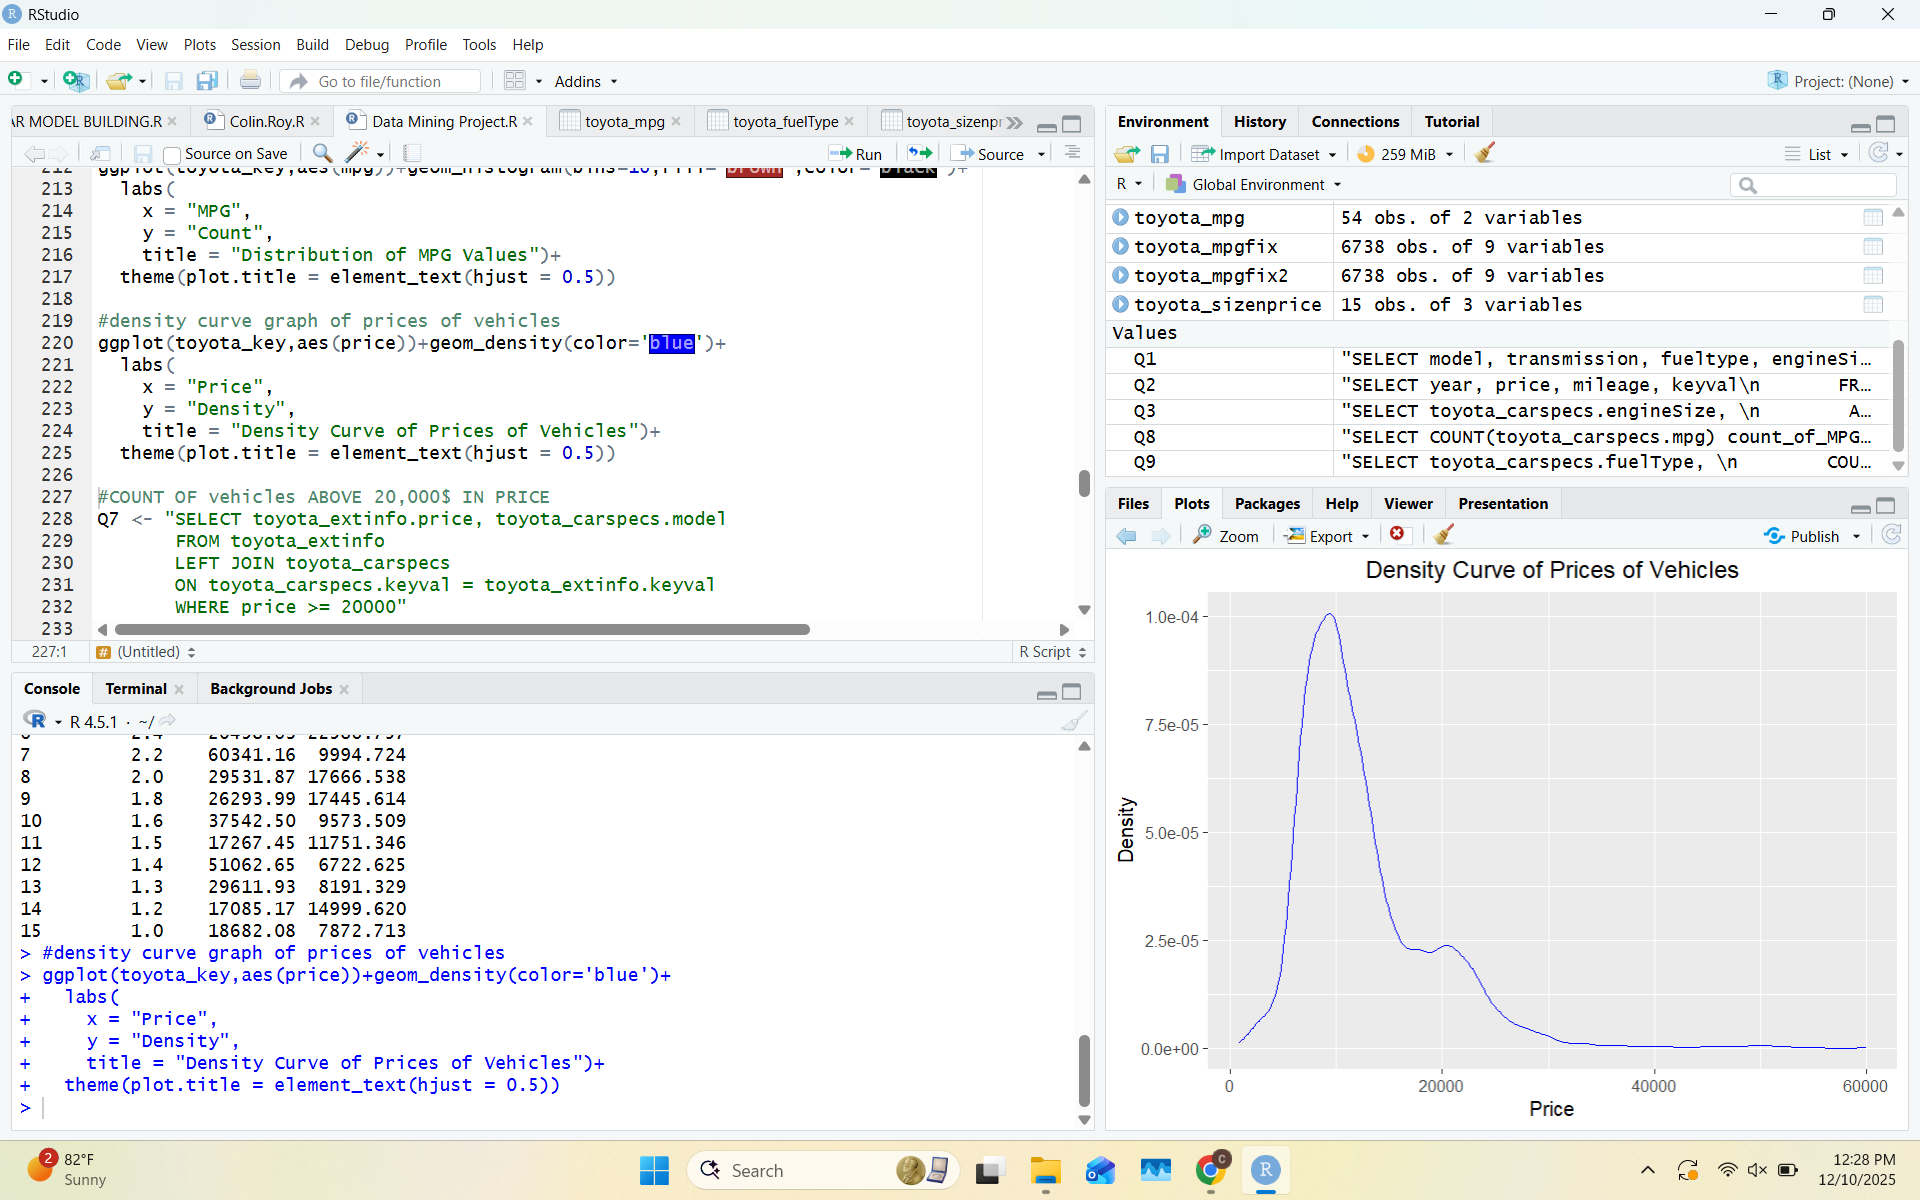 RStudio
File Edit Code View Plots Session Build Debug Profile Tools Help
Go to file/function Addins Project: (None)
AR MODEL BUILDING.R Colin.Roy.R Data Mining Project.R toyota_mpg toyota_fuelType toyota_sizenpr
Source on Save Run Source
212 ggplot(toyota_key,aes(mpg))+geom_histogram(bins=10,fill="brown",color="black")+
213 labs(
214 x = "MPG",
215 y = "Count",
216 title = "Distribution of MPG Values")+
217 theme(plot.title = element_text(hjust = 0.5))
218
219 #density curve graph of prices of vehicles
220 ggplot(toyota_key,aes(price))+geom_density(color='blue')+
221 labs(
222 x = "Price",
223 y = "Density",
224 title = "Density Curve of Prices of Vehicles")+
225 theme(plot.title = element_text(hjust = 0.5))
226
227 #COUNT OF vehicles ABOVE 20,000$ IN PRICE
228 Q7 <- "SELECT toyota_extinfo.price, toyota_carspecs.model
229 FROM toyota_extinfo
230 LEFT JOIN toyota_carspecs
231 ON toyota_carspecs.keyval = toyota_extinfo.keyval
232 WHERE price >= 20000"
233
227:1 # (Untitled) R Script
Console Terminal Background Jobs
R 4.5.1 · ~/
7 2.2 60341.16 9994.724
8 2.0 29531.87 17666.538
9 1.8 26293.99 17445.614
10 1.6 37542.50 9573.509
11 1.5 17267.45 11751.346
12 1.4 51062.65 6722.625
13 1.3 29611.93 8191.329
14 1.2 17085.17 14999.620
15 1.0 18682.08 7872.713
> #density curve graph of prices of vehicles
> ggplot(toyota_key,aes(price))+geom_density(color='blue')+
+ labs(
+ x = "Price",
+ y = "Density",
+ title = "Density Curve of Prices of Vehicles")+
+ theme(plot.title = element_text(hjust = 0.5))
>
Environment History Connections Tutorial
Import Dataset 259 MiB List
R Global Environment
toyota_mpg 54 obs. of 2 variables
toyota_mpgfix 6738 obs. of 9 variables
toyota_mpgfix2 6738 obs. of 9 variables
toyota_sizenprice 15 obs. of 3 variables
Values
Q1 "SELECT model, transmission, fueltype, engineSi…
Q2 "SELECT year, price, mileage, keyval\n FR…
Q3 "SELECT toyota_carspecs.engineSize, \n A…
Q8 "SELECT COUNT(toyota_carspecs.mpg) count_of_MPG…
Q9 "SELECT toyota_carspecs.fuelType, \n COU…
Files Plots Packages Help Viewer Presentation
Zoom Export Publish
Density Curve of Prices of Vehicles
1.0e-04
7.5e-05
5.0e-05
2.5e-05
0.0e+00
Density
0 20000 40000 60000
Price
2 82°F
Sunny
Search
C
R
12:28 PM
12/10/2025